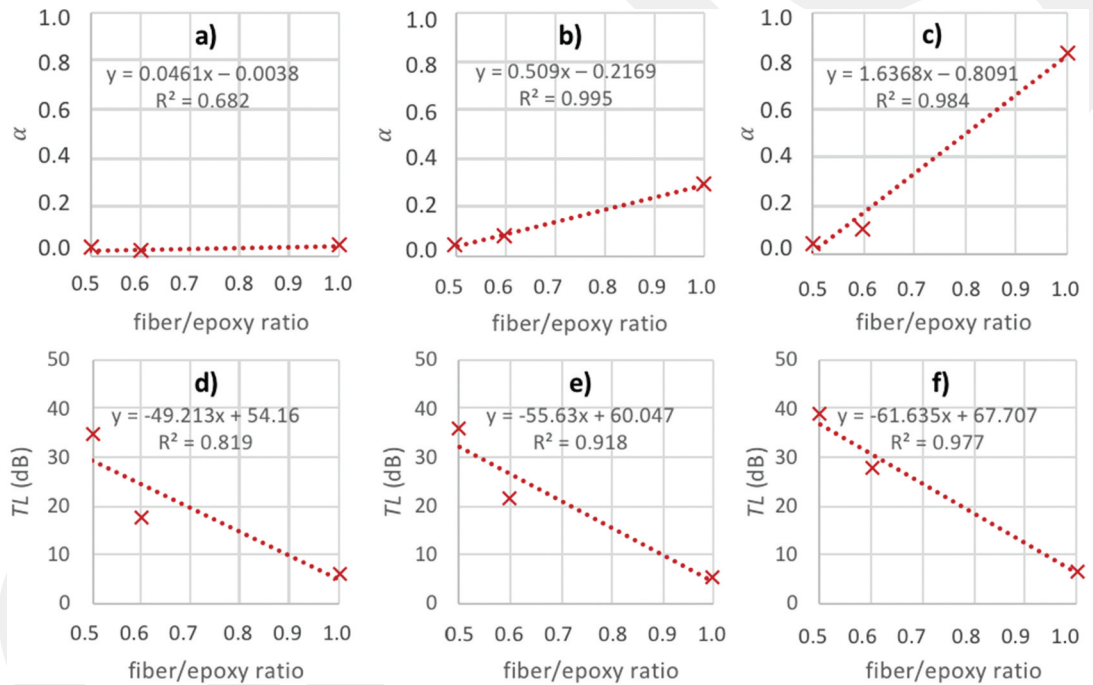 a)
y = 0.0461x – 0.0038
R² = 0.682
1.0
0.8
0.6
0.4
0.2
0.0
α
0.5 0.6 0.7 0.8 0.9 1.0
fiber/epoxy ratio
b)
y = 0.509x – 0.2169
R² = 0.995
1.0
0.8
0.6
0.4
0.2
0.0
α
0.5 0.6 0.7 0.8 0.9 1.0
fiber/epoxy ratio
c)
y = 1.6368x – 0.8091
R² = 0.984
1.0
0.8
0.6
0.4
0.2
0.0
α
0.5 0.6 0.7 0.8 0.9 1.0
fiber/epoxy ratio
d)
y = -49.213x + 54.16
R² = 0.819
50
40
30
20
10
0
TL (dB)
0.5 0.6 0.7 0.8 0.9 1.0
fiber/epoxy ratio
e)
y = -55.63x + 60.047
R² = 0.918
50
40
30
20
10
0
TL (dB)
0.5 0.6 0.7 0.8 0.9 1.0
fiber/epoxy ratio
f)
y = -61.635x + 67.707
R² = 0.977
50
40
30
20
10
0
TL (dB)
0.5 0.6 0.7 0.8 0.9 1.0
fiber/epoxy ratio